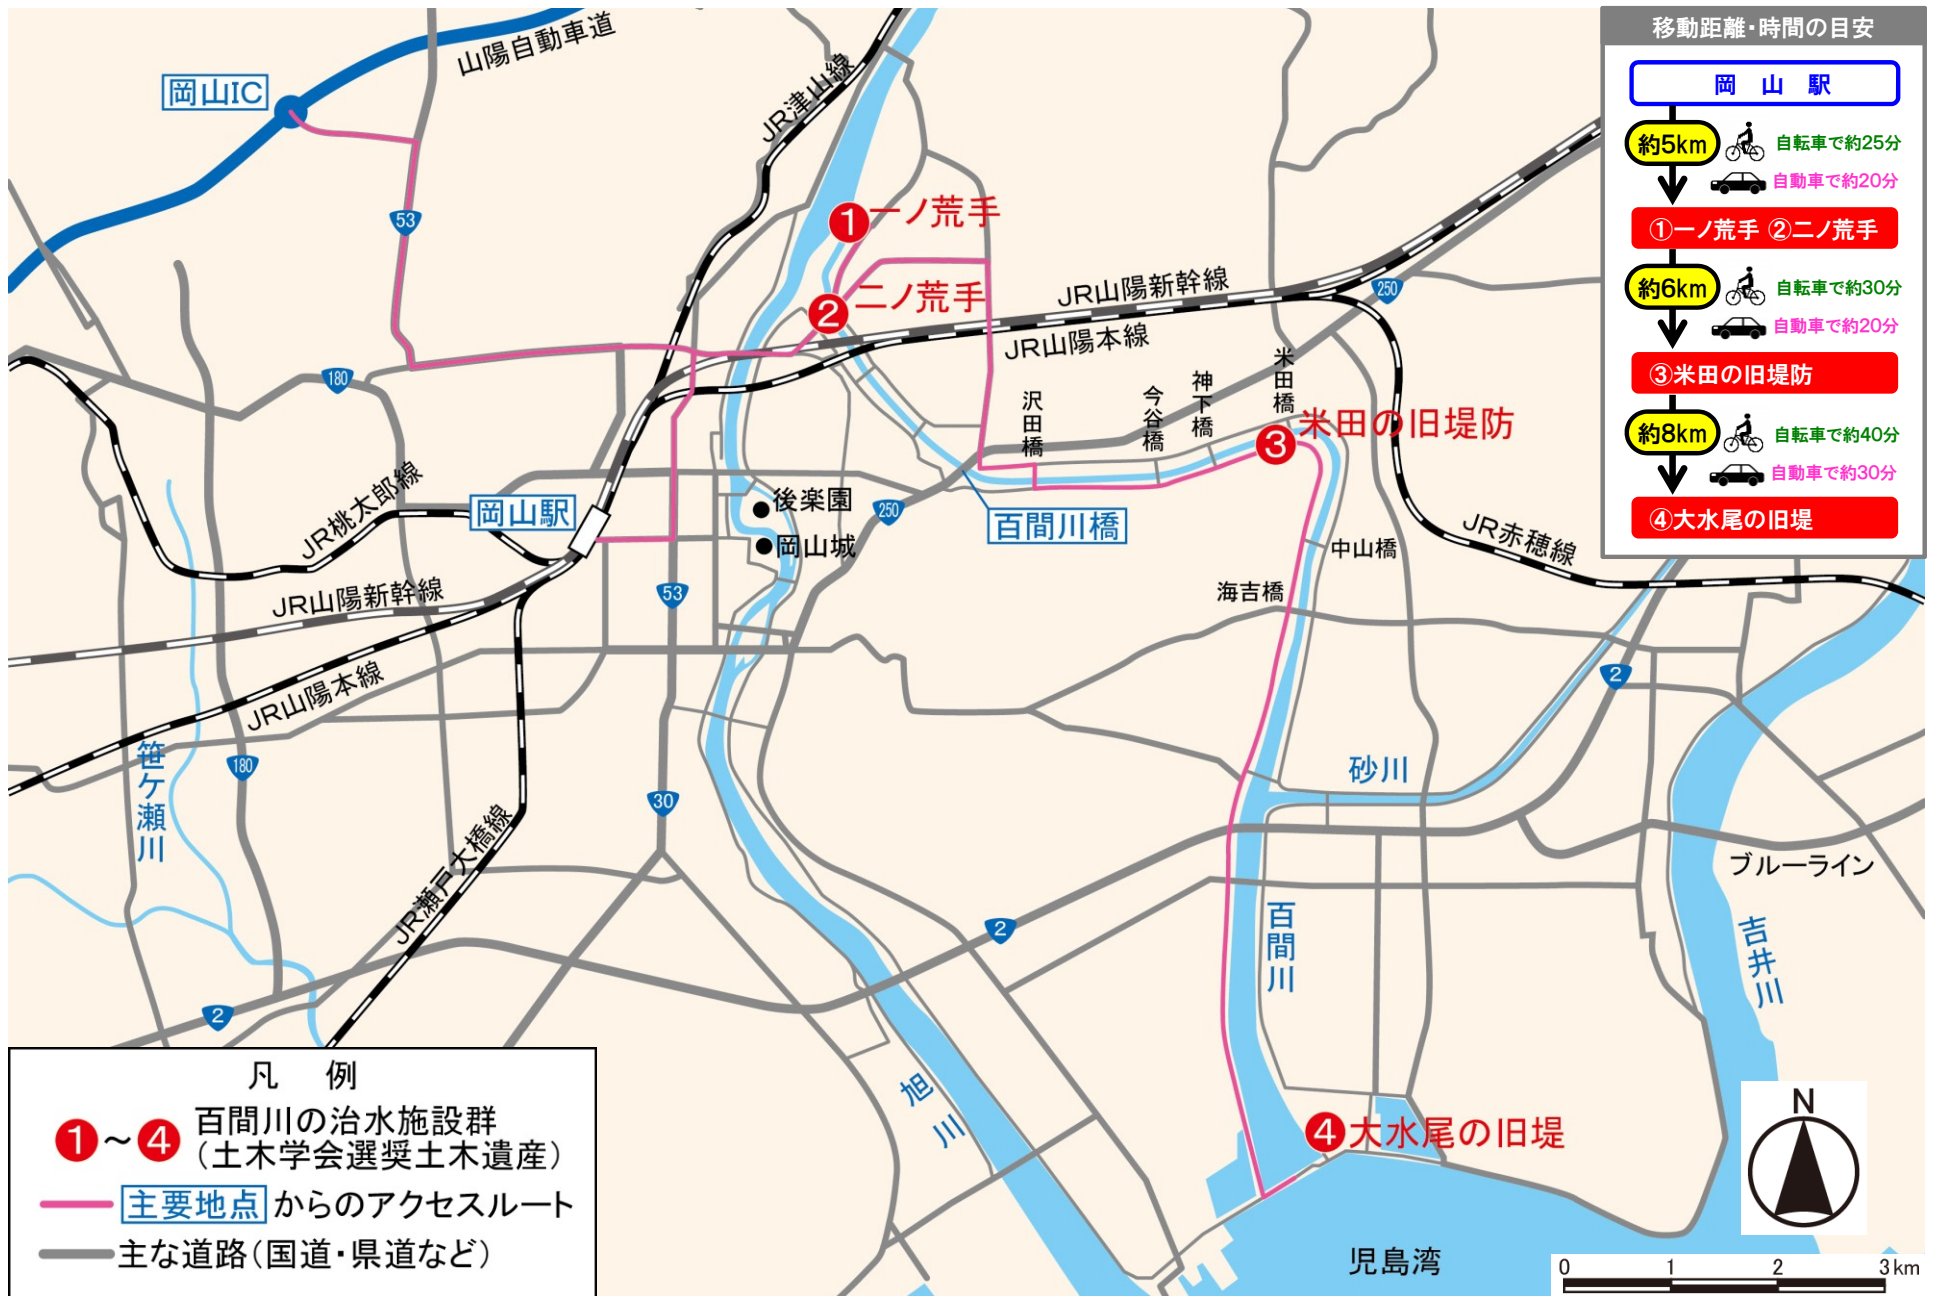 山陽自動車道
岡山IC
53
JR津山線
❶一ノ荒手
❷二ノ荒手
JR山陽新幹線
JR山陽本線
250
180
沢田橋
今谷橋
神下橋
米田橋
❸米田の旧堤防
JR桃太郎線
岡山駅
後楽園
岡山城
250
百間川橋
中山橋
JR赤穂線
海吉橋
JR山陽新幹線
53
JR山陽本線
2
笹ケ瀬川
180
30
砂川
JR瀬戸大橋線
ブルーライン
2
百間川
吉井川
2
旭川
❹大水尾の旧堤
児島湾
移動距離・時間の目安
岡山駅
約5km
自転車で約25分
自動車で約20分
①一ノ荒手 ②二ノ荒手
約6km
自転車で約30分
自動車で約20分
③米田の旧堤防
約8km
自転車で約40分
自動車で約30分
④大水尾の旧堤
凡 例
❶～❹ 百間川の治水施設群
（土木学会選奨土木遺産）
主要地点からのアクセスルート
主な道路（国道・県道など）
N
0 1 2 3km